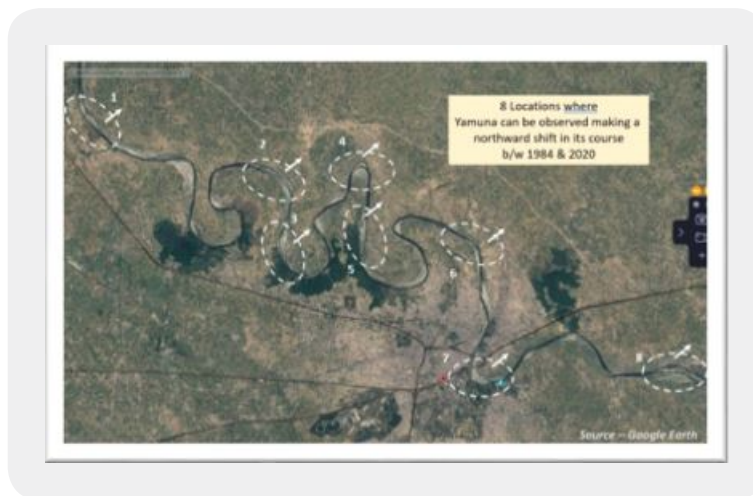 8 Locations where
Yamuna can be observed making a
northward shift in its course
b/w 1984 & 2020
1
3
4
5
6
7
8
Source – Google Earth